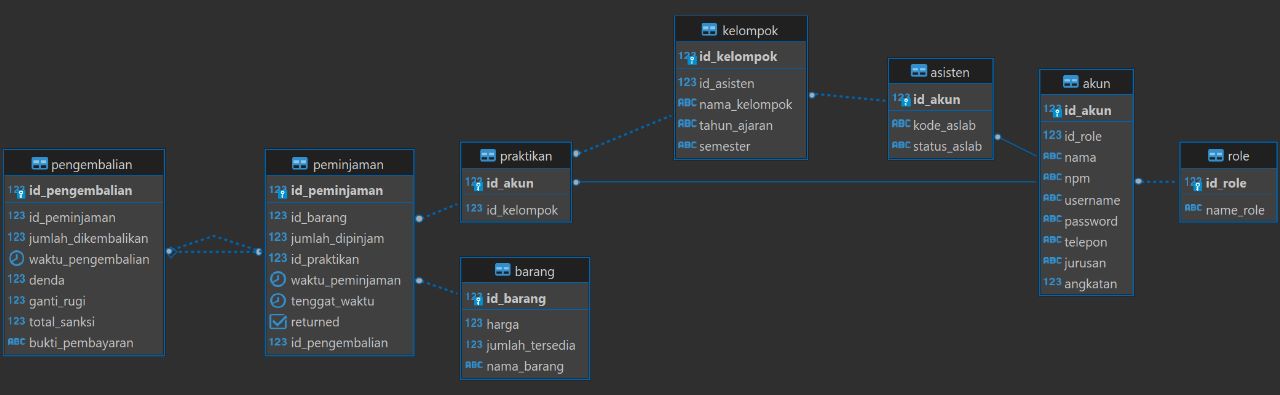 kelompok
123 id_kelompok
123 id_asisten
ABC nama_kelompok
ABC tahun_ajaran
ABC semester
asisten
123 id_akun
ABC kode_aslab
ABC status_aslab
akun
123 id_akun
123 id_role
ABC nama
ABC npm
ABC username
ABC password
ABC telepon
ABC jurusan
123 angkatan
role
123 id_role
ABC name_role
praktikan
123 id_akun
123 id_kelompok
pengembalian
123 id_pengembalian
123 id_peminjaman
123 jumlah_dikembalikan
waktu_pengembalian
123 denda
123 ganti_rugi
123 total_sanksi
ABC bukti_pembayaran
peminjaman
123 id_peminjaman
123 id_barang
123 jumlah_dipinjam
123 id_praktikan
waktu_peminjaman
tenggat_waktu
returned
123 id_pengembalian
barang
123 id_barang
123 harga
123 jumlah_tersedia
ABC nama_barang